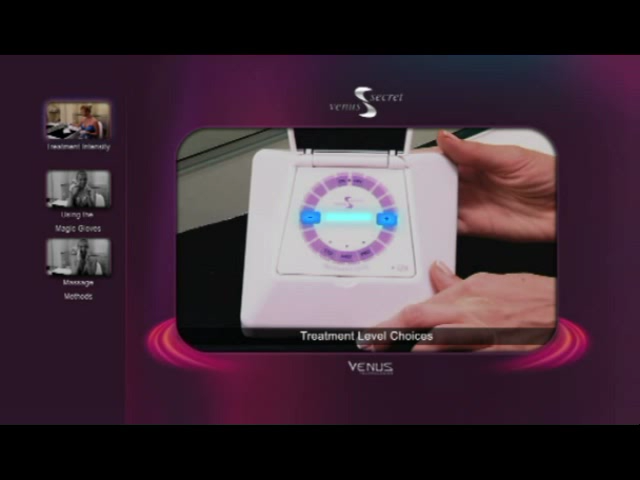 venus secret
Treatment Intensity
Using the
Magic Gloves
Massage
Methods
Treatment Level Choices
VENUS